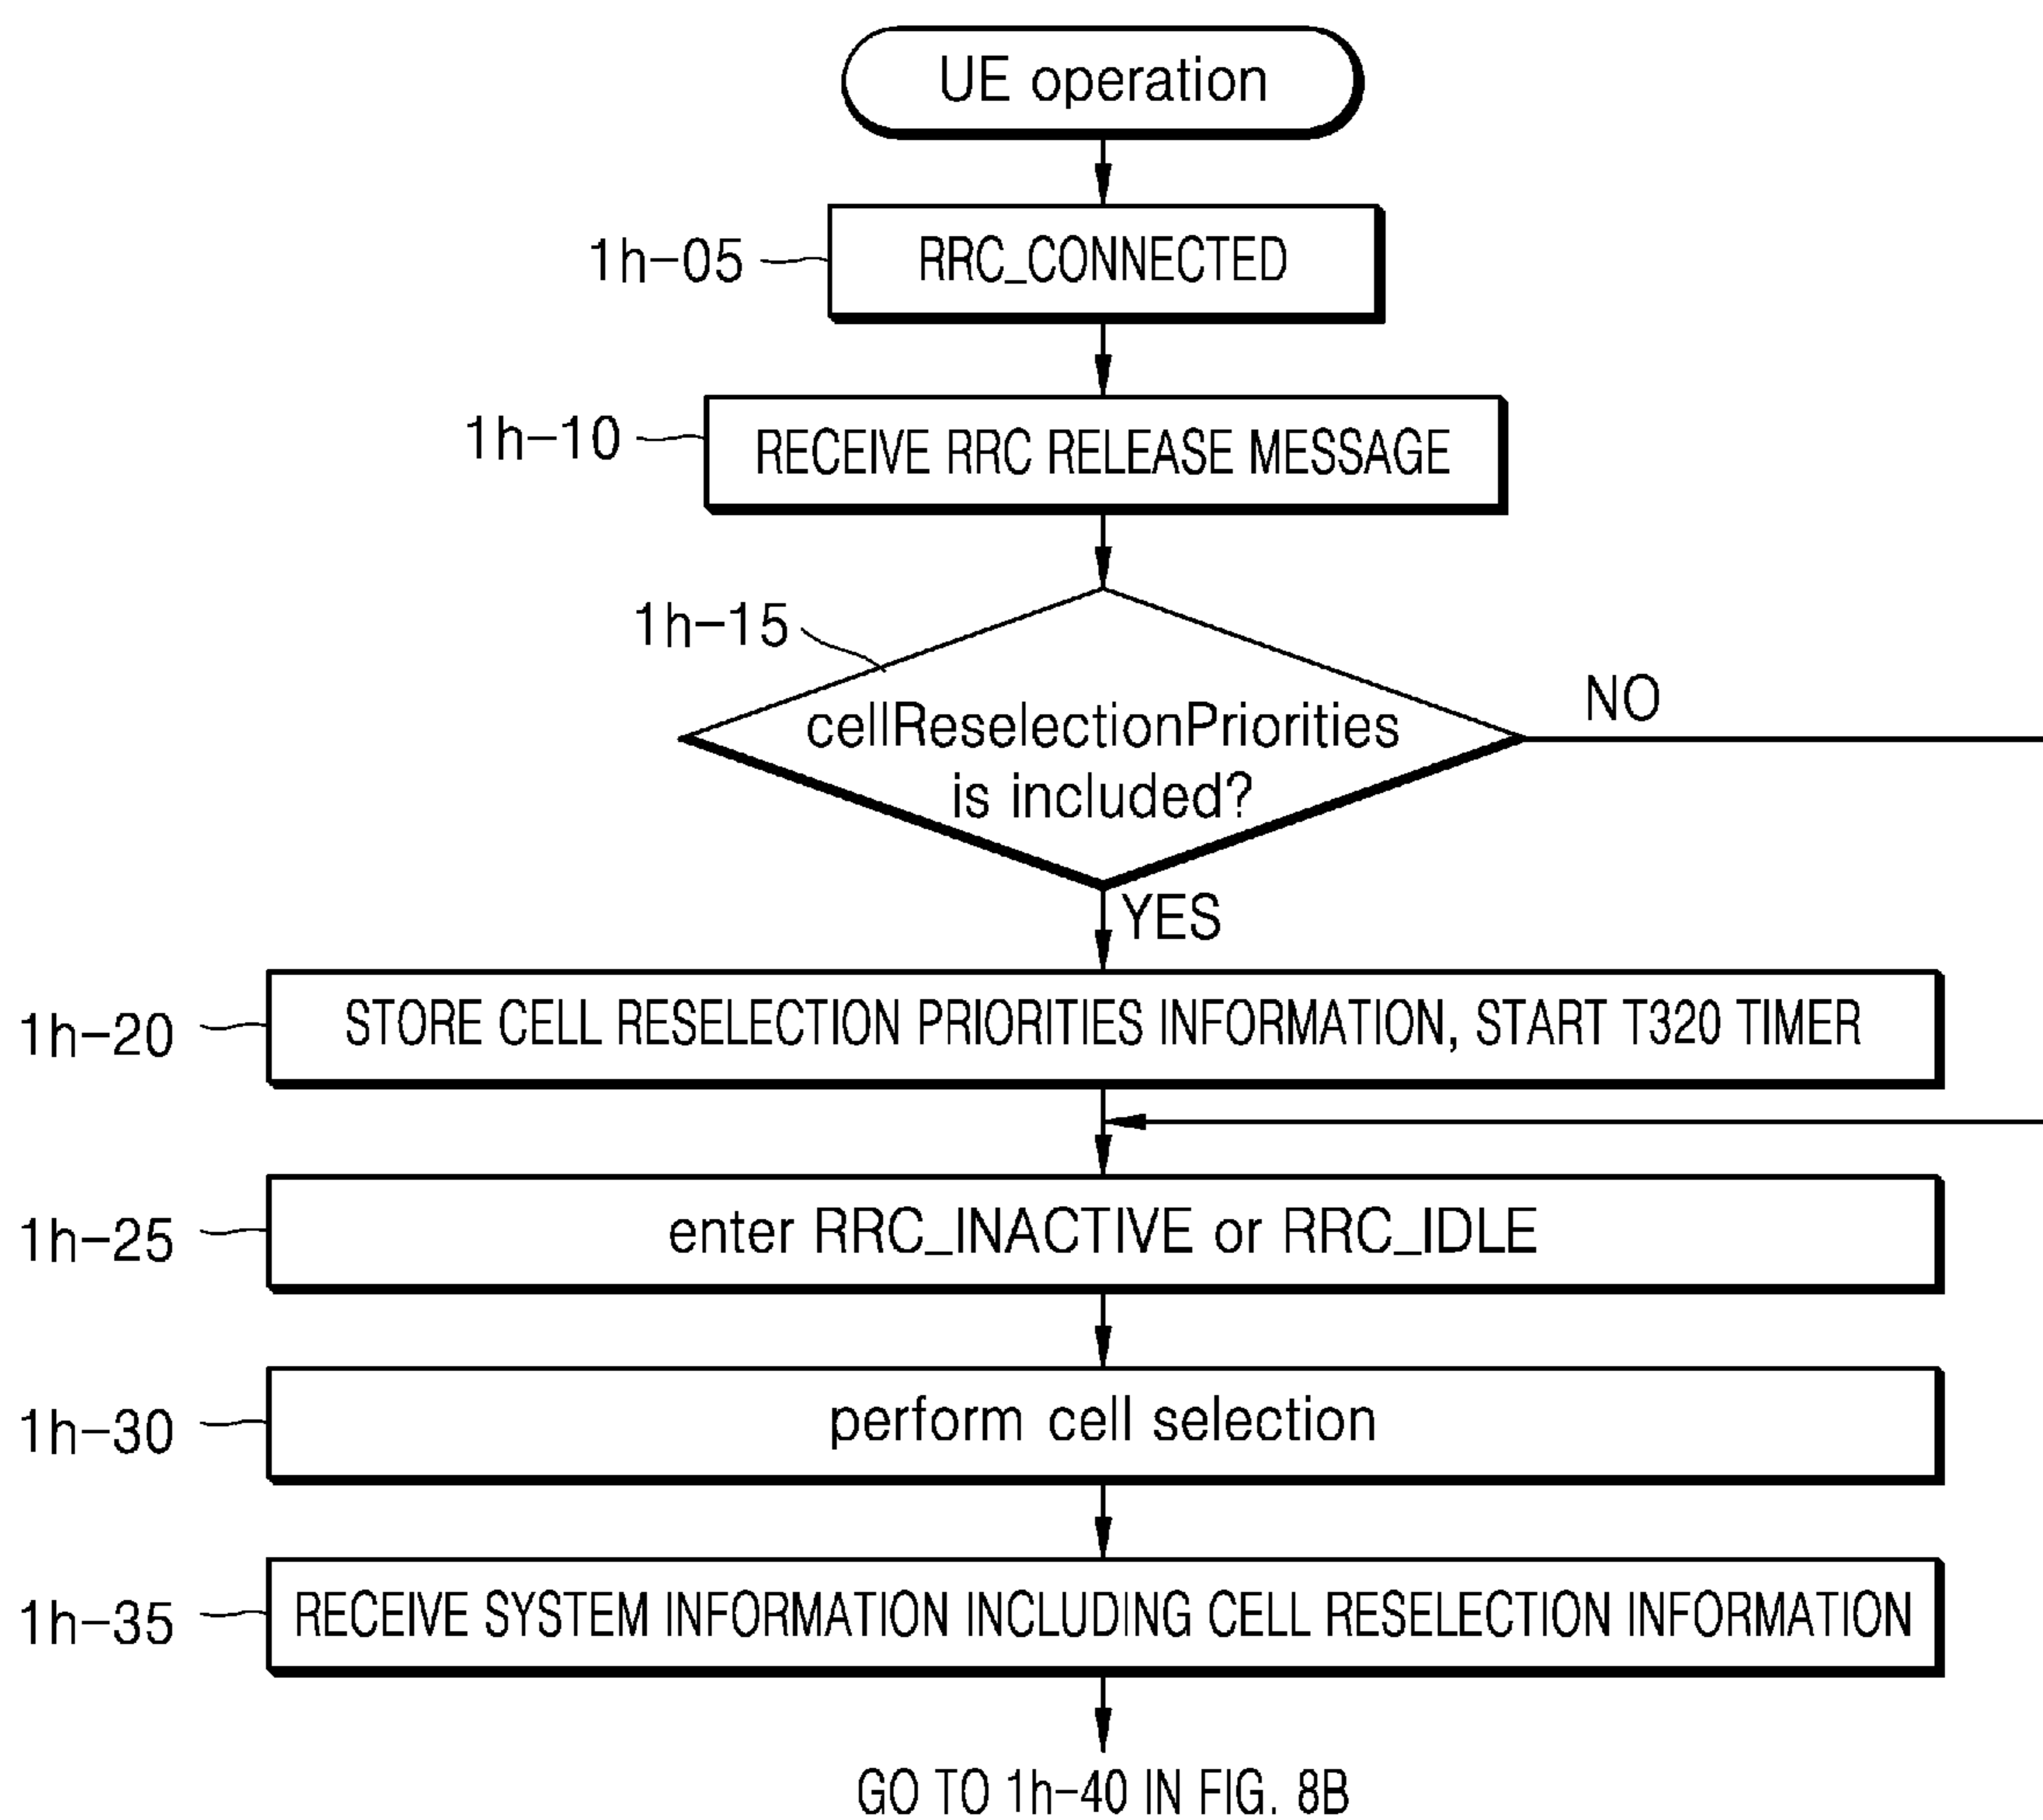 UE operation
1h-05
RRC_CONNECTED
1h-10
RECEIVE RRC RELEASE MESSAGE
1h-15
cellReselectionPriorities
is included?
NO
YES
1h-20
STORE CELL RESELECTION PRIORITIES INFORMATION, START T320 TIMER
1h-25
enter RRC_INACTIVE or RRC_IDLE
1h-30
perform cell selection
1h-35
RECEIVE SYSTEM INFORMATION INCLUDING CELL RESELECTION INFORMATION
GO TO 1h-40 IN FIG. 8B